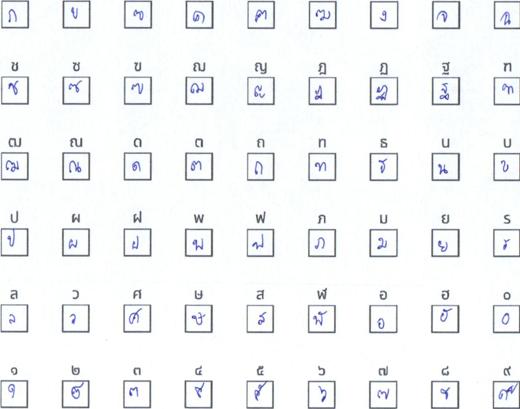 ก ข ฃ ค ฅ ฆ ง จ ฉ
ช ซ ฃ ฌ ญ ฎ ฏ ฐ ฑ
ช ซ ฃ ฌ ญ ฎ ฏ ฐ ฑ
ฒ ณ ด ต ถ ท ธ น บ
ฒ ณ ด ต ถ ท ธ น บ
ป ผ ฝ พ ฟ ภ ม ย ร
ป ผ ฝ พ ฟ ภ ม ย ร
ล ว ศ ษ ส ฬ อ ฮ ๐
ล ว ศ ษ ส ฬ อ ฮ ๐
๑ ๒ ๓ ๔ ๕ ๖ ๗ ๘ ๙
๑ ๒ ๓ ๔ ๕ ๖ ๗ ๘ ๙